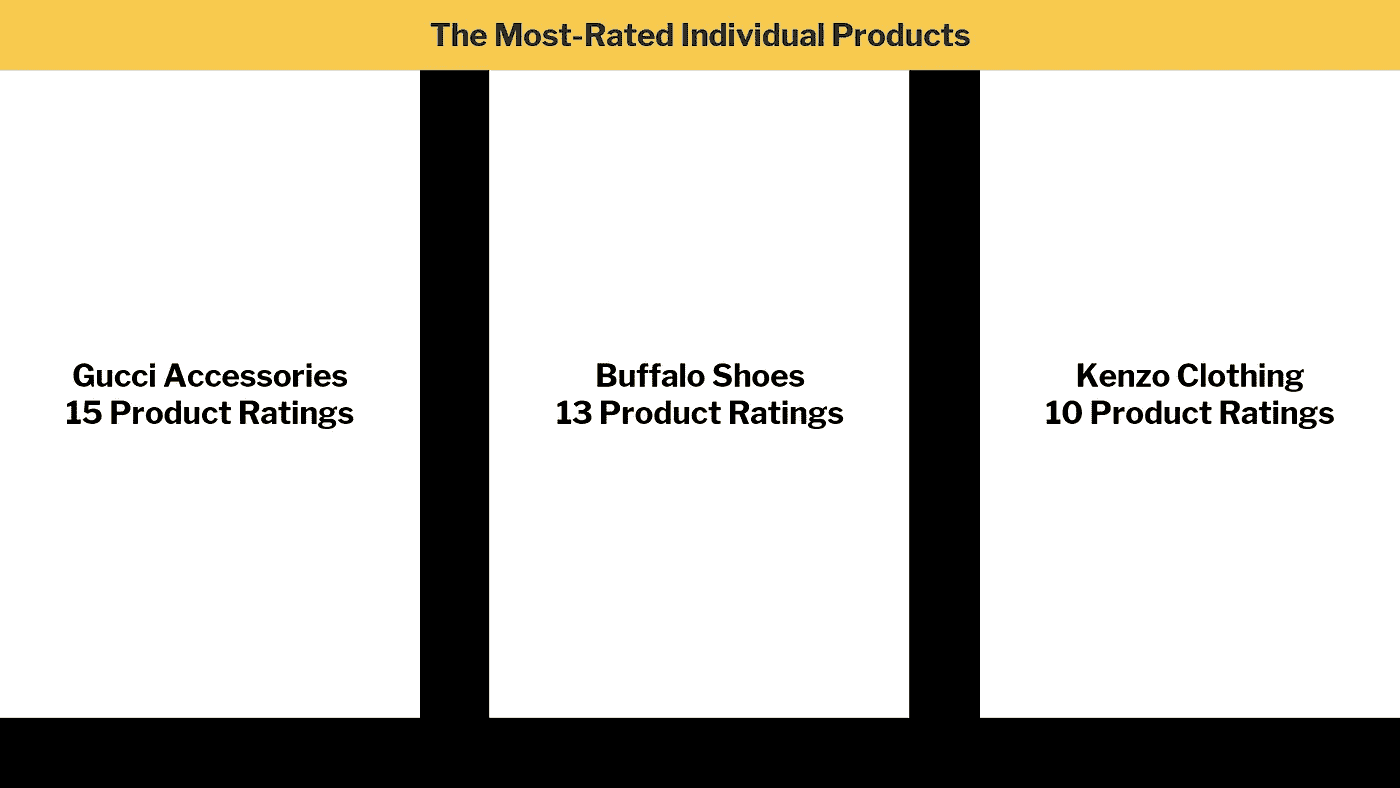 The Most-Rated Individual Products
Gucci Accessories
15 Product Ratings
Buffalo Shoes
13 Product Ratings
Kenzo Clothing
10 Product Ratings